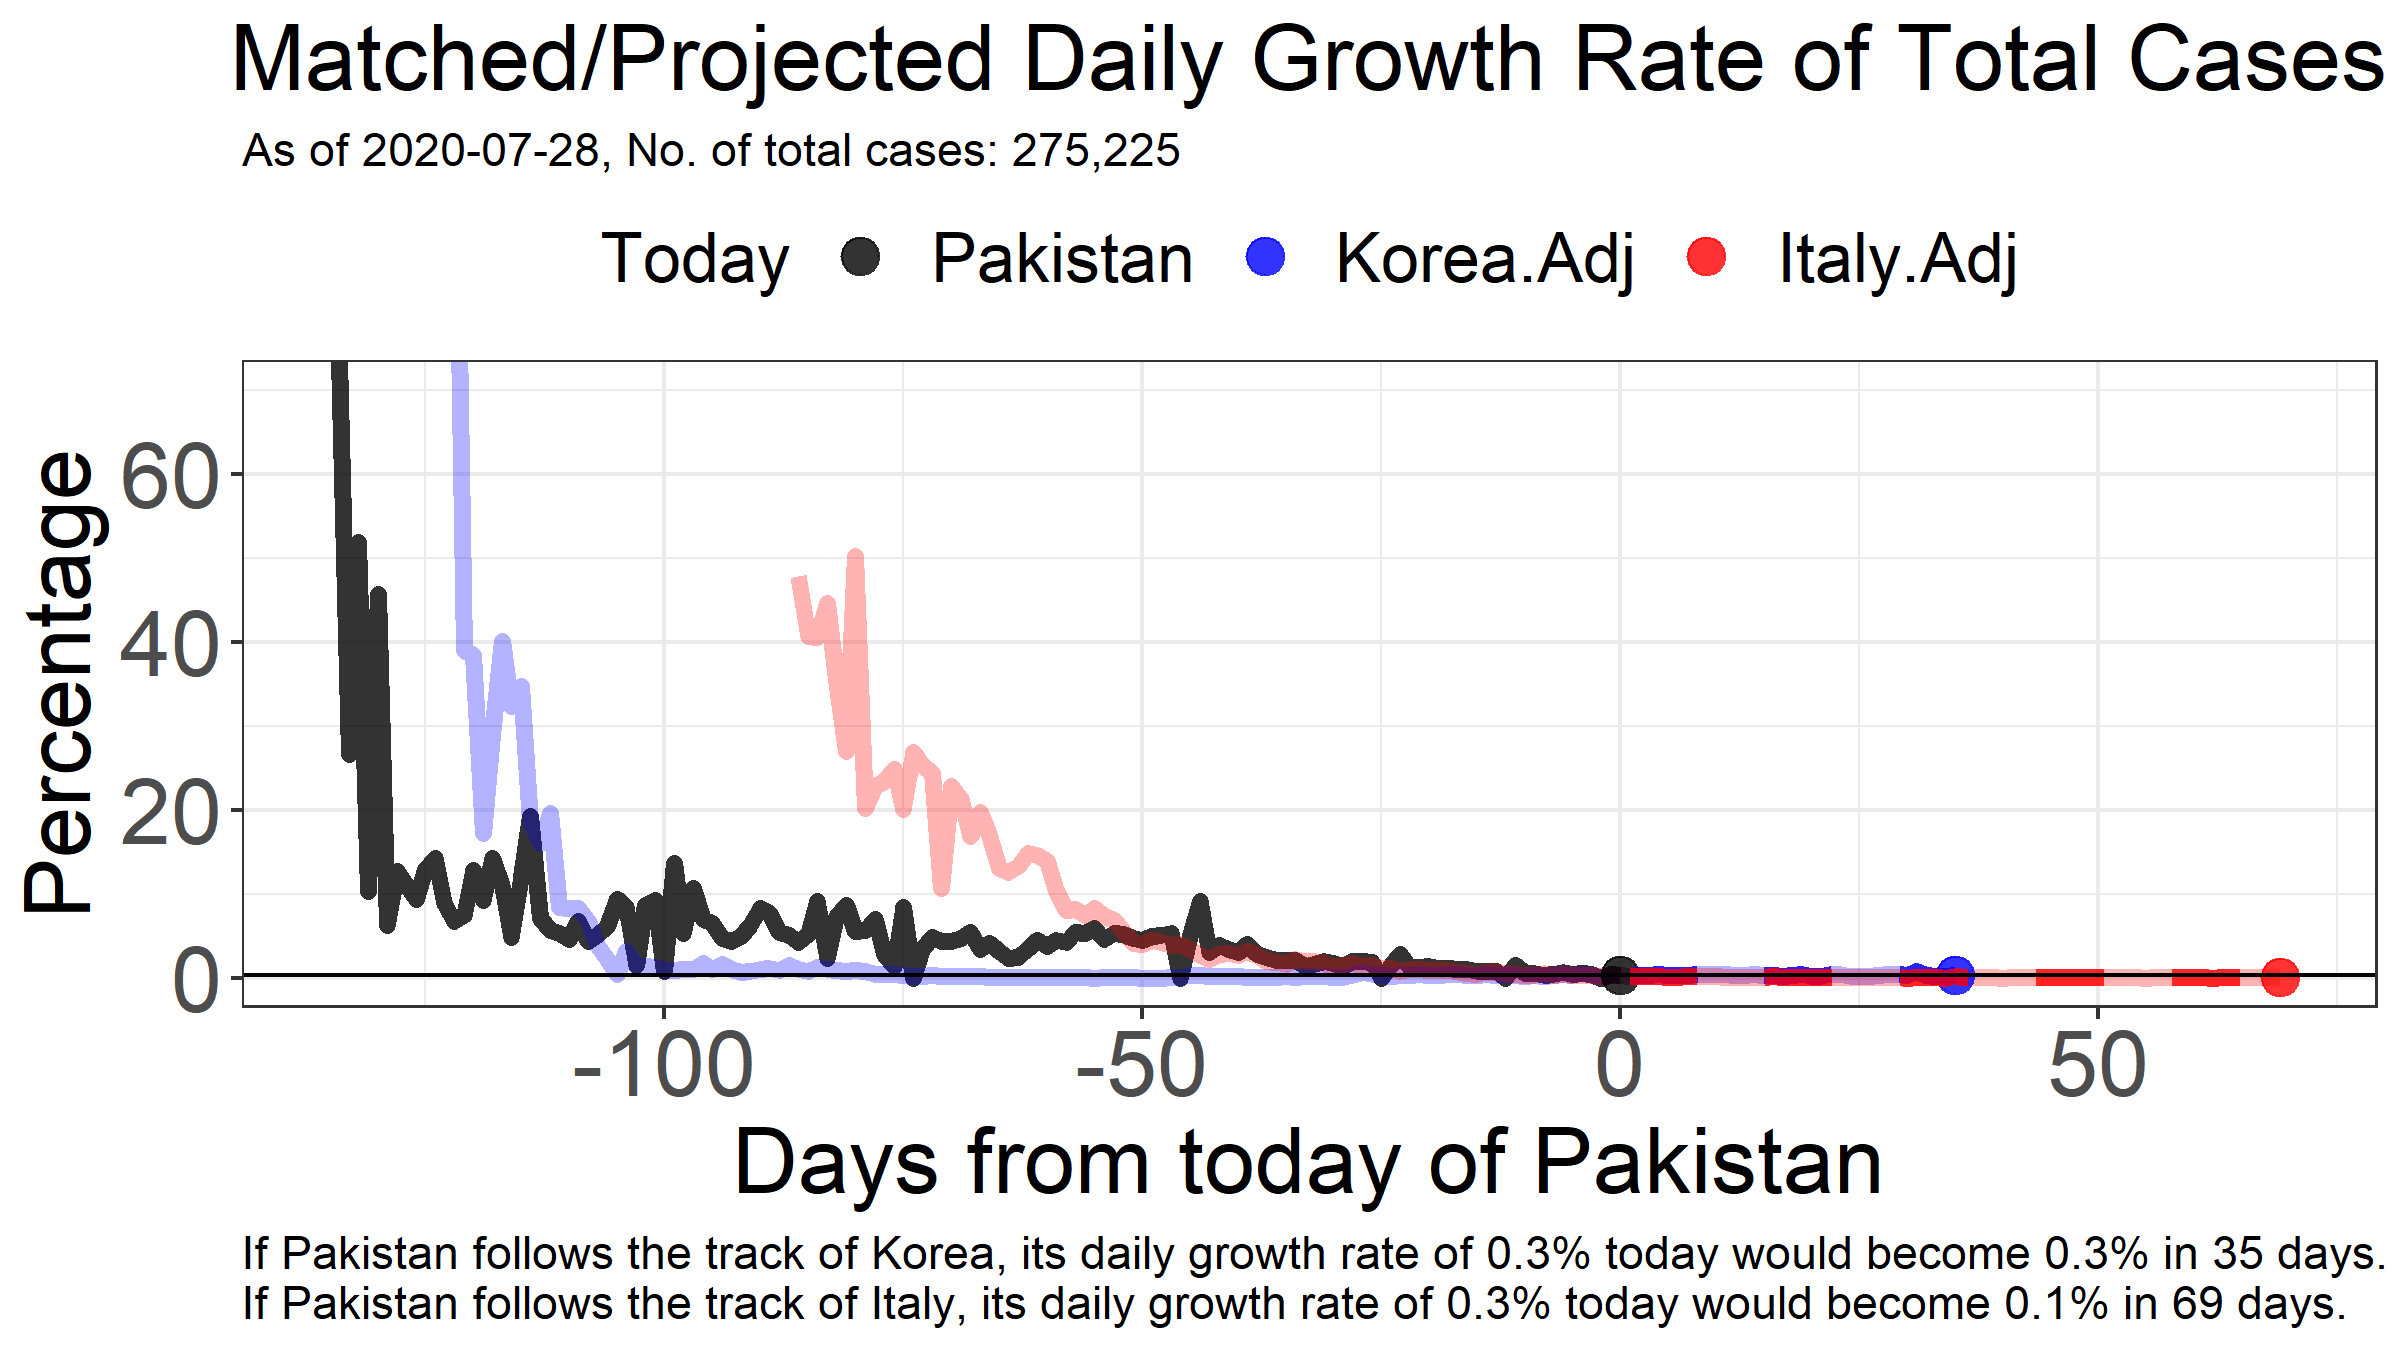 Matched/Projected Daily Growth Rate of Total Cases
As of 2020-07-28, No. of total cases: 275,225
Today Pakistan Korea.Adj Italy.Adj
Percentage
60
40
20
0
-100 -50 0 50
Days from today of Pakistan
If Pakistan follows the track of Korea, its daily growth rate of 0.3% today would become 0.3% in 35 days.
If Pakistan follows the track of Italy, its daily growth rate of 0.3% today would become 0.1% in 69 days.